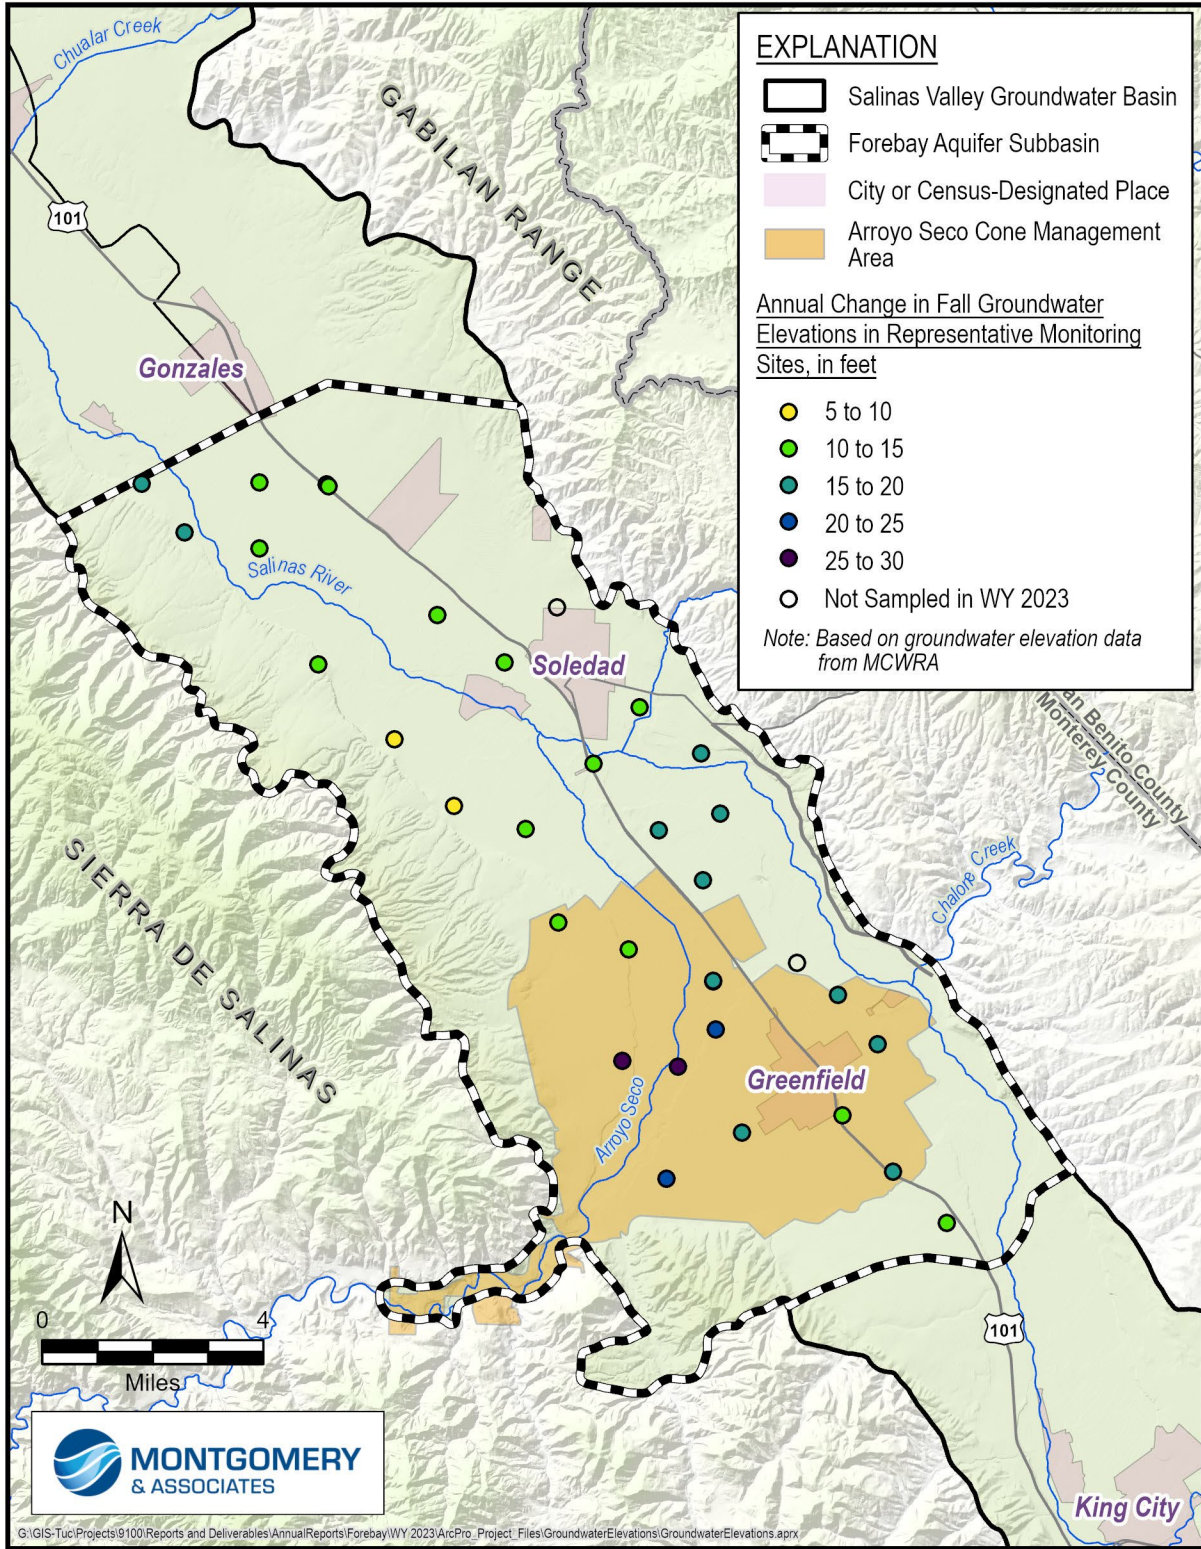 EXPLANATION
Salinas Valley Groundwater Basin
Forebay Aquifer Subbasin
City or Census-Designated Place
Arroyo Seco Cone Management
Area
Annual Change in Fall Groundwater
Elevations in Representative Monitoring
Sites, in feet
5 to 10
10 to 15
15 to 20
20 to 25
25 to 30
Not Sampled in WY 2023
Note: Based on groundwater elevation data
from MCWRA
Chualar Creek
GABILAN RANGE
101
Gonzales
Salinas River
Soledad
San Benito County
Monterey County
SIERRA DE SALINAS
Chalone Creek
Arroyo Seco
Greenfield
N
0 4
Miles
101
King City
MONTGOMERY
& ASSOCIATES
G:\GIS-Tuc\Projects\9100\Reports and Deliverables\AnnualReports\Forebay\WY 2023\ArcPro_Project_Files\GroundwaterElevations\GroundwaterElevations.aprx